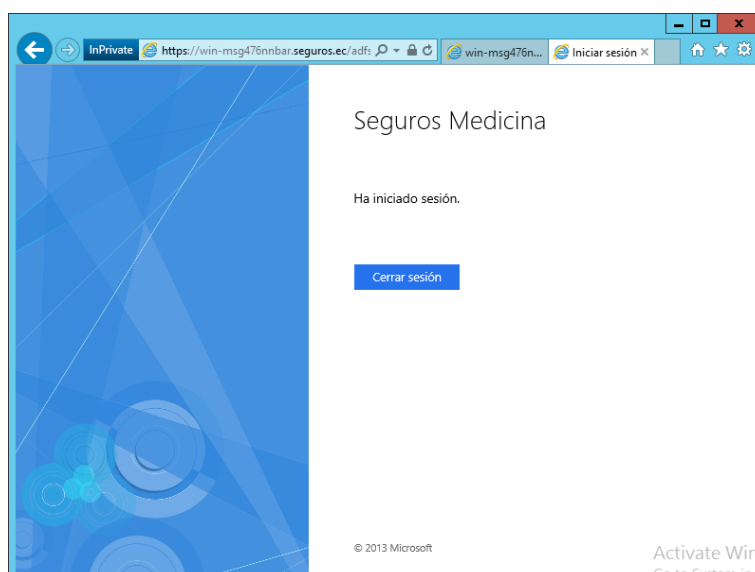 InPrivate https://win-msg476nnbar.seguros.ec/adfs win-msg476n... Iniciar sesión
Seguros Medicina
Ha iniciado sesión.
Cerrar sesión
© 2013 Microsoft
Activate Win